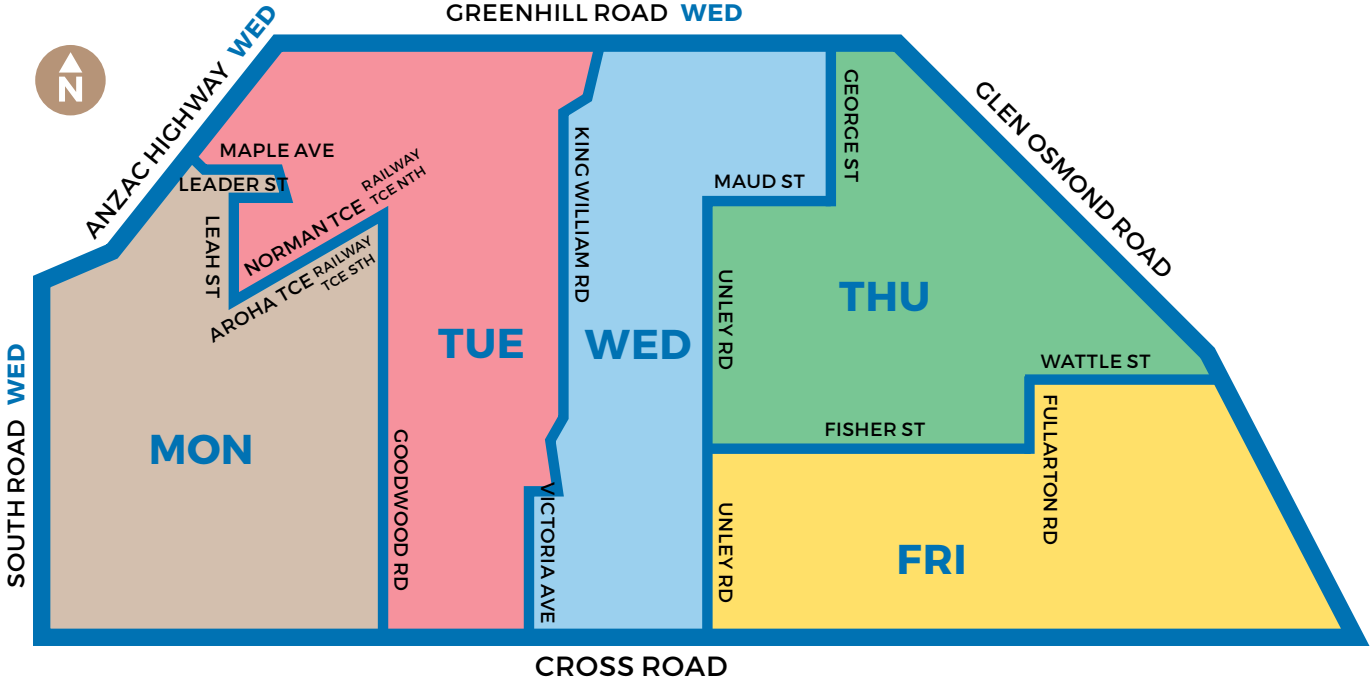 GREENHILL ROAD WED
ANZAC HIGHWAY WED
N
GLEN OSMOND ROAD
GEORGE ST
MAPLE AVE
LEADER ST
MAUD ST
KING WILLIAM RD
RAILWAY
TCE NTH
NORMAN TCE
LEAH ST
AROHA TCE
RAILWAY
TCE STH
UNLEY RD
THU
TUE
WED
WATTLE ST
SOUTH ROAD WED
MON
FISHER ST
FULLARTON RD
GOODWOOD RD
VICTORIA AVE
UNLEY RD
FRI
CROSS ROAD